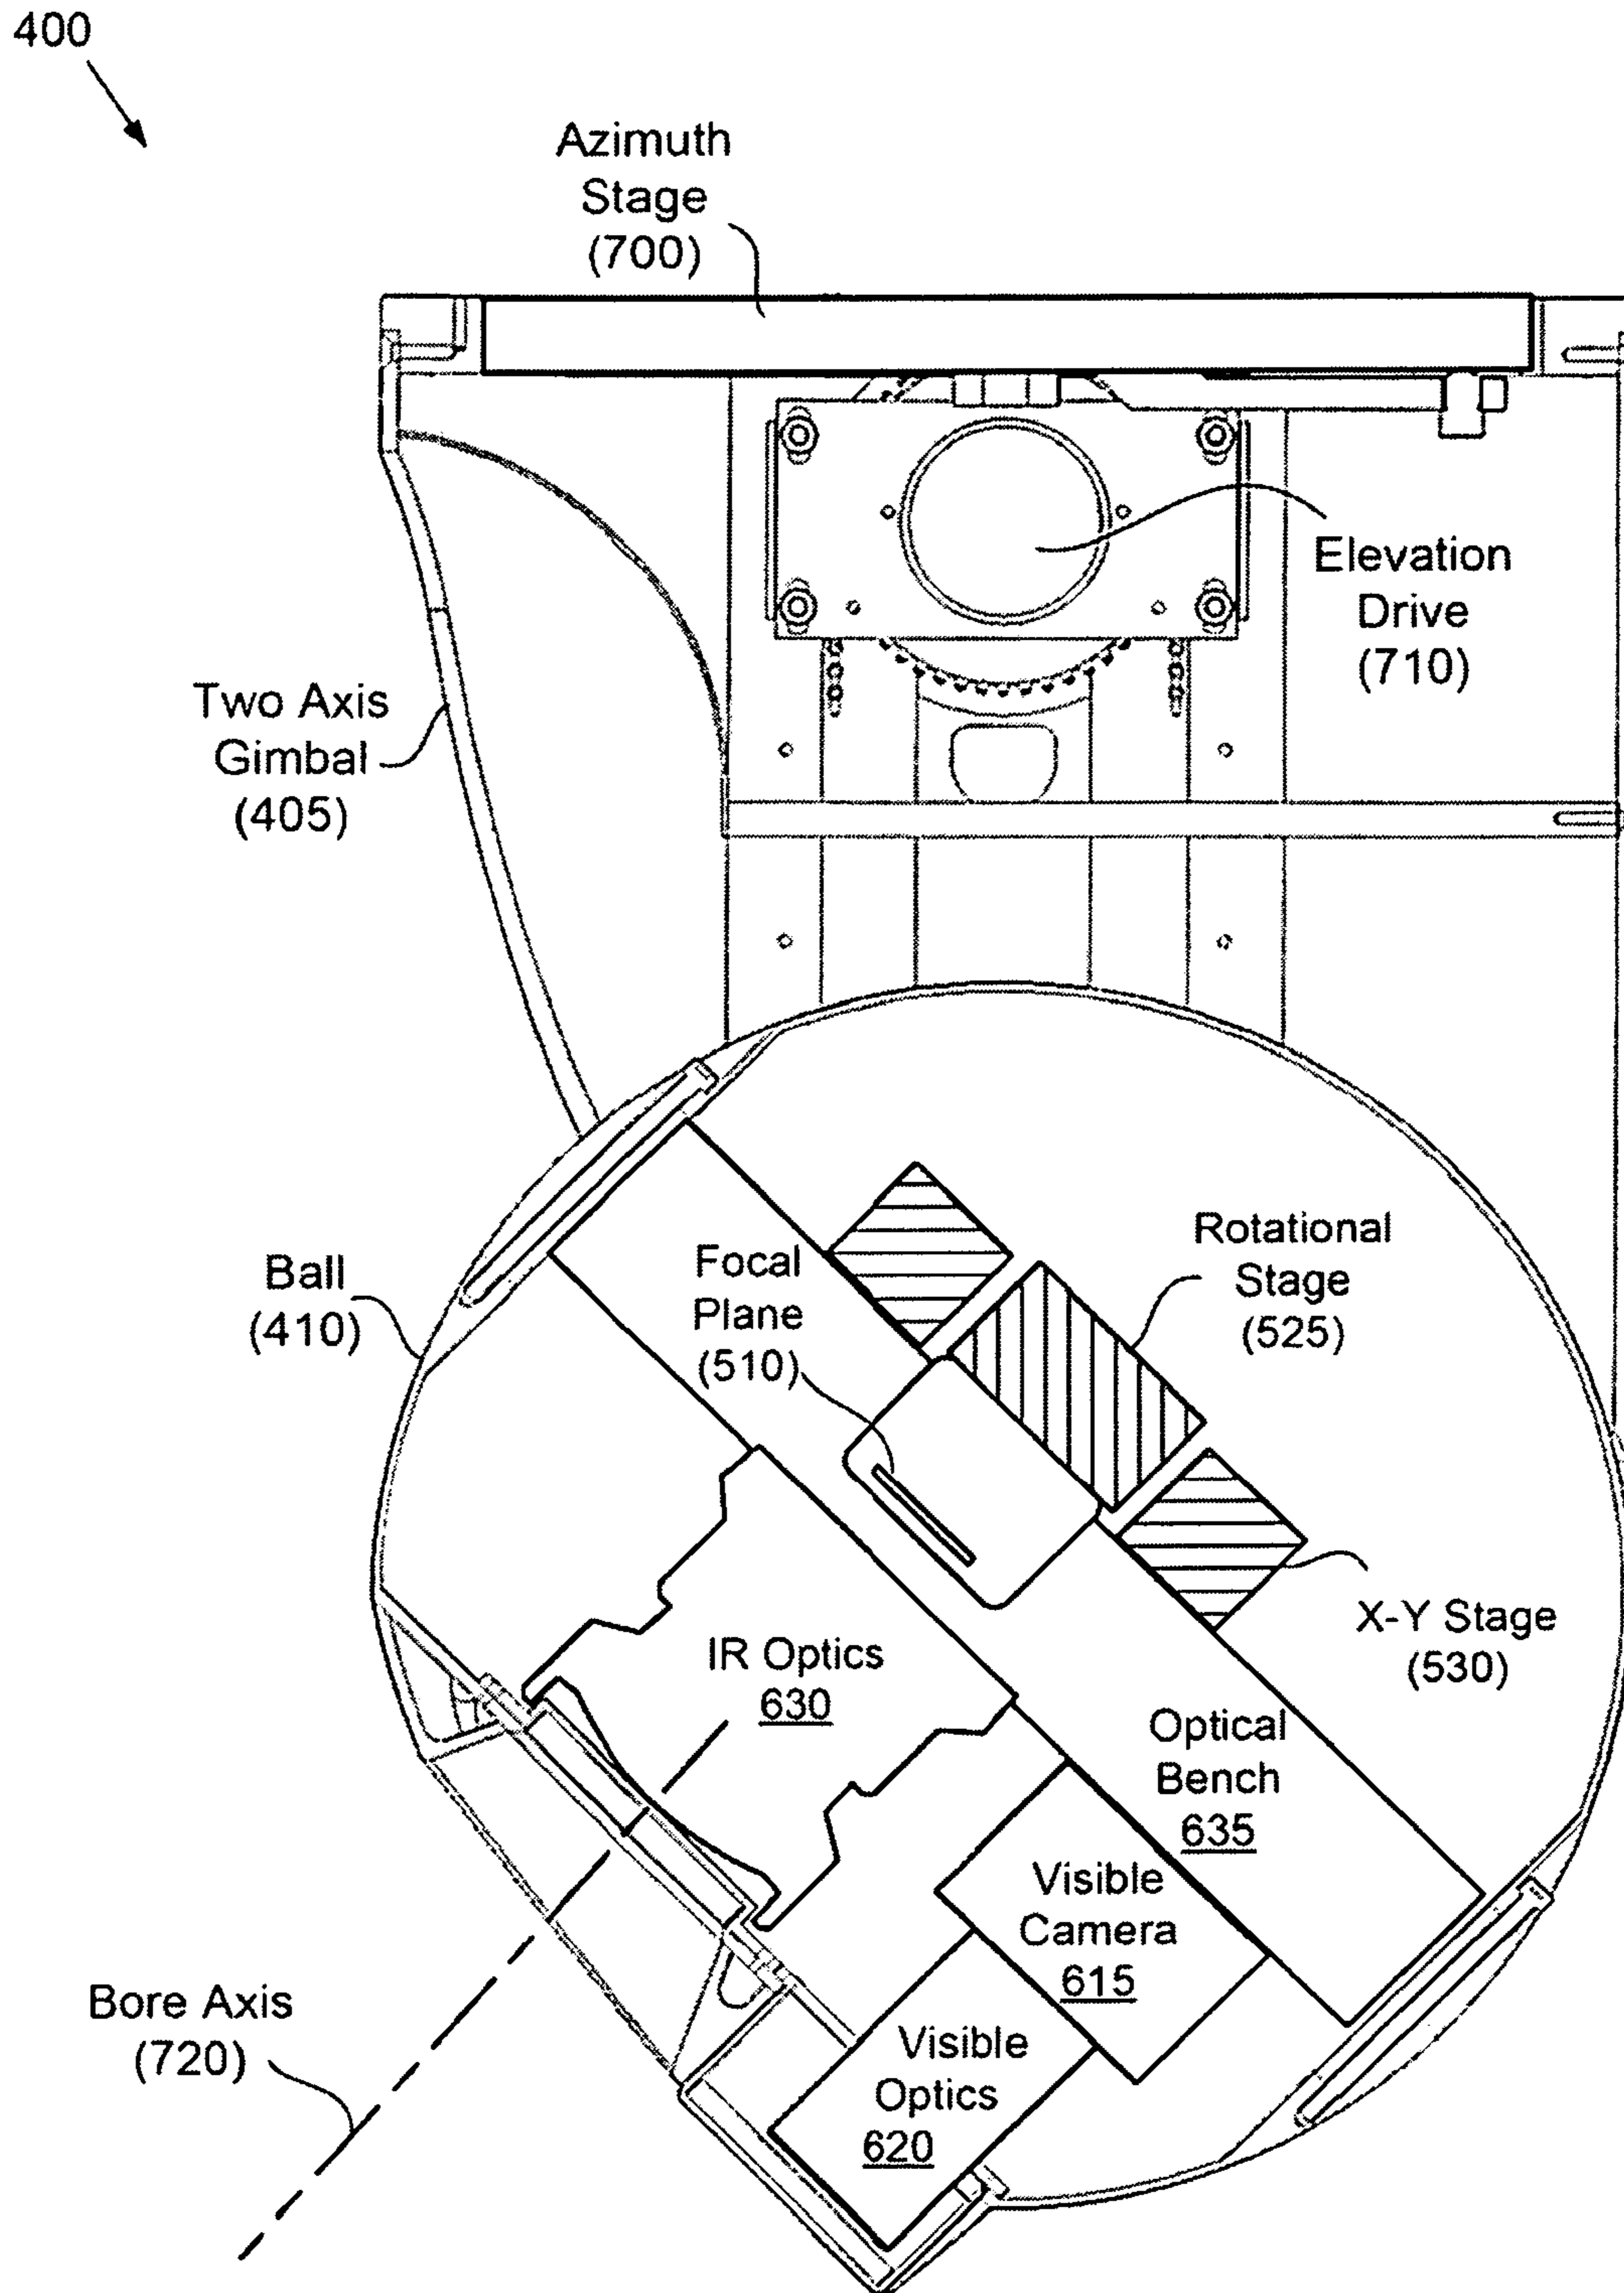 400
Azimuth
Stage
(700)
Elevation
Drive
(710)
Two Axis
Gimbal
(405)
Rotational
Stage
(525)
Focal
Plane
(510)
Ball
(410)
X-Y Stage
(530)
IR Optics
630
Optical
Bench
635
Visible
Camera
615
Bore Axis
(720)
Visible
Optics
620